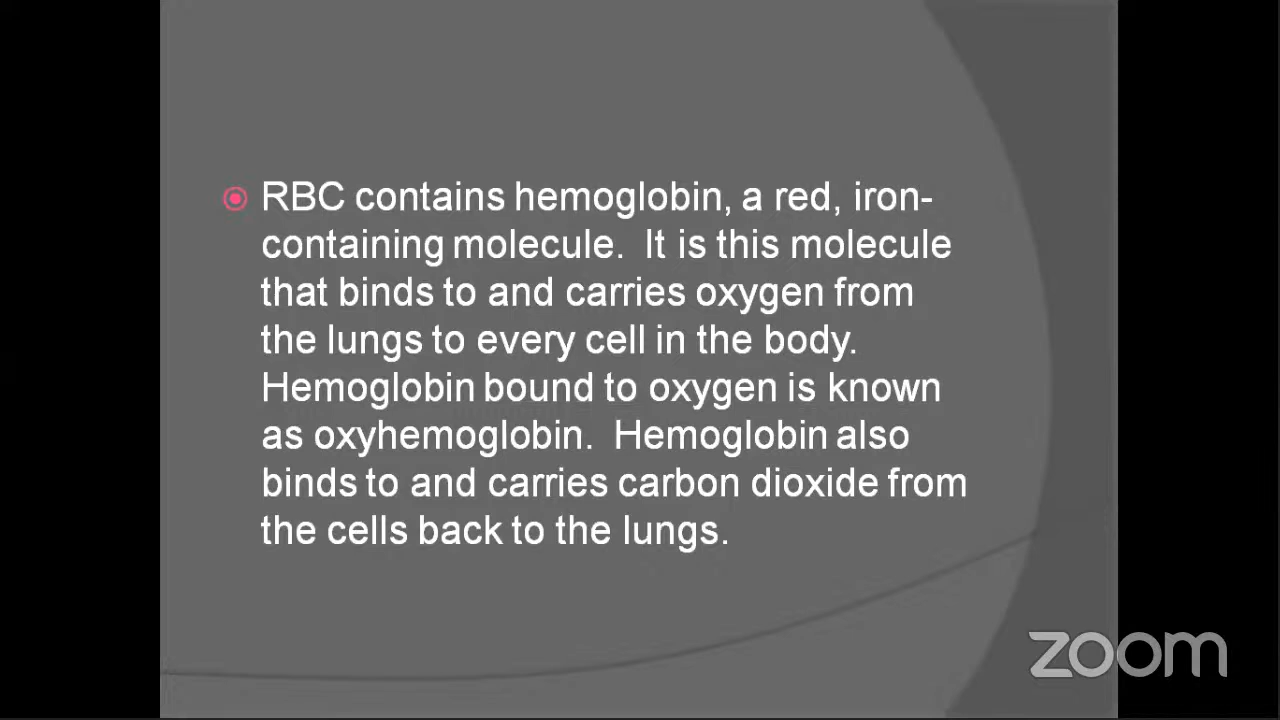 RBC contains hemoglobin, a red, iron-
containing molecule. It is this molecule
that binds to and carries oxygen from
the lungs to every cell in the body.
Hemoglobin bound to oxygen is known
as oxyhemoglobin. Hemoglobin also
binds to and carries carbon dioxide from
the cells back to the lungs.
zoom